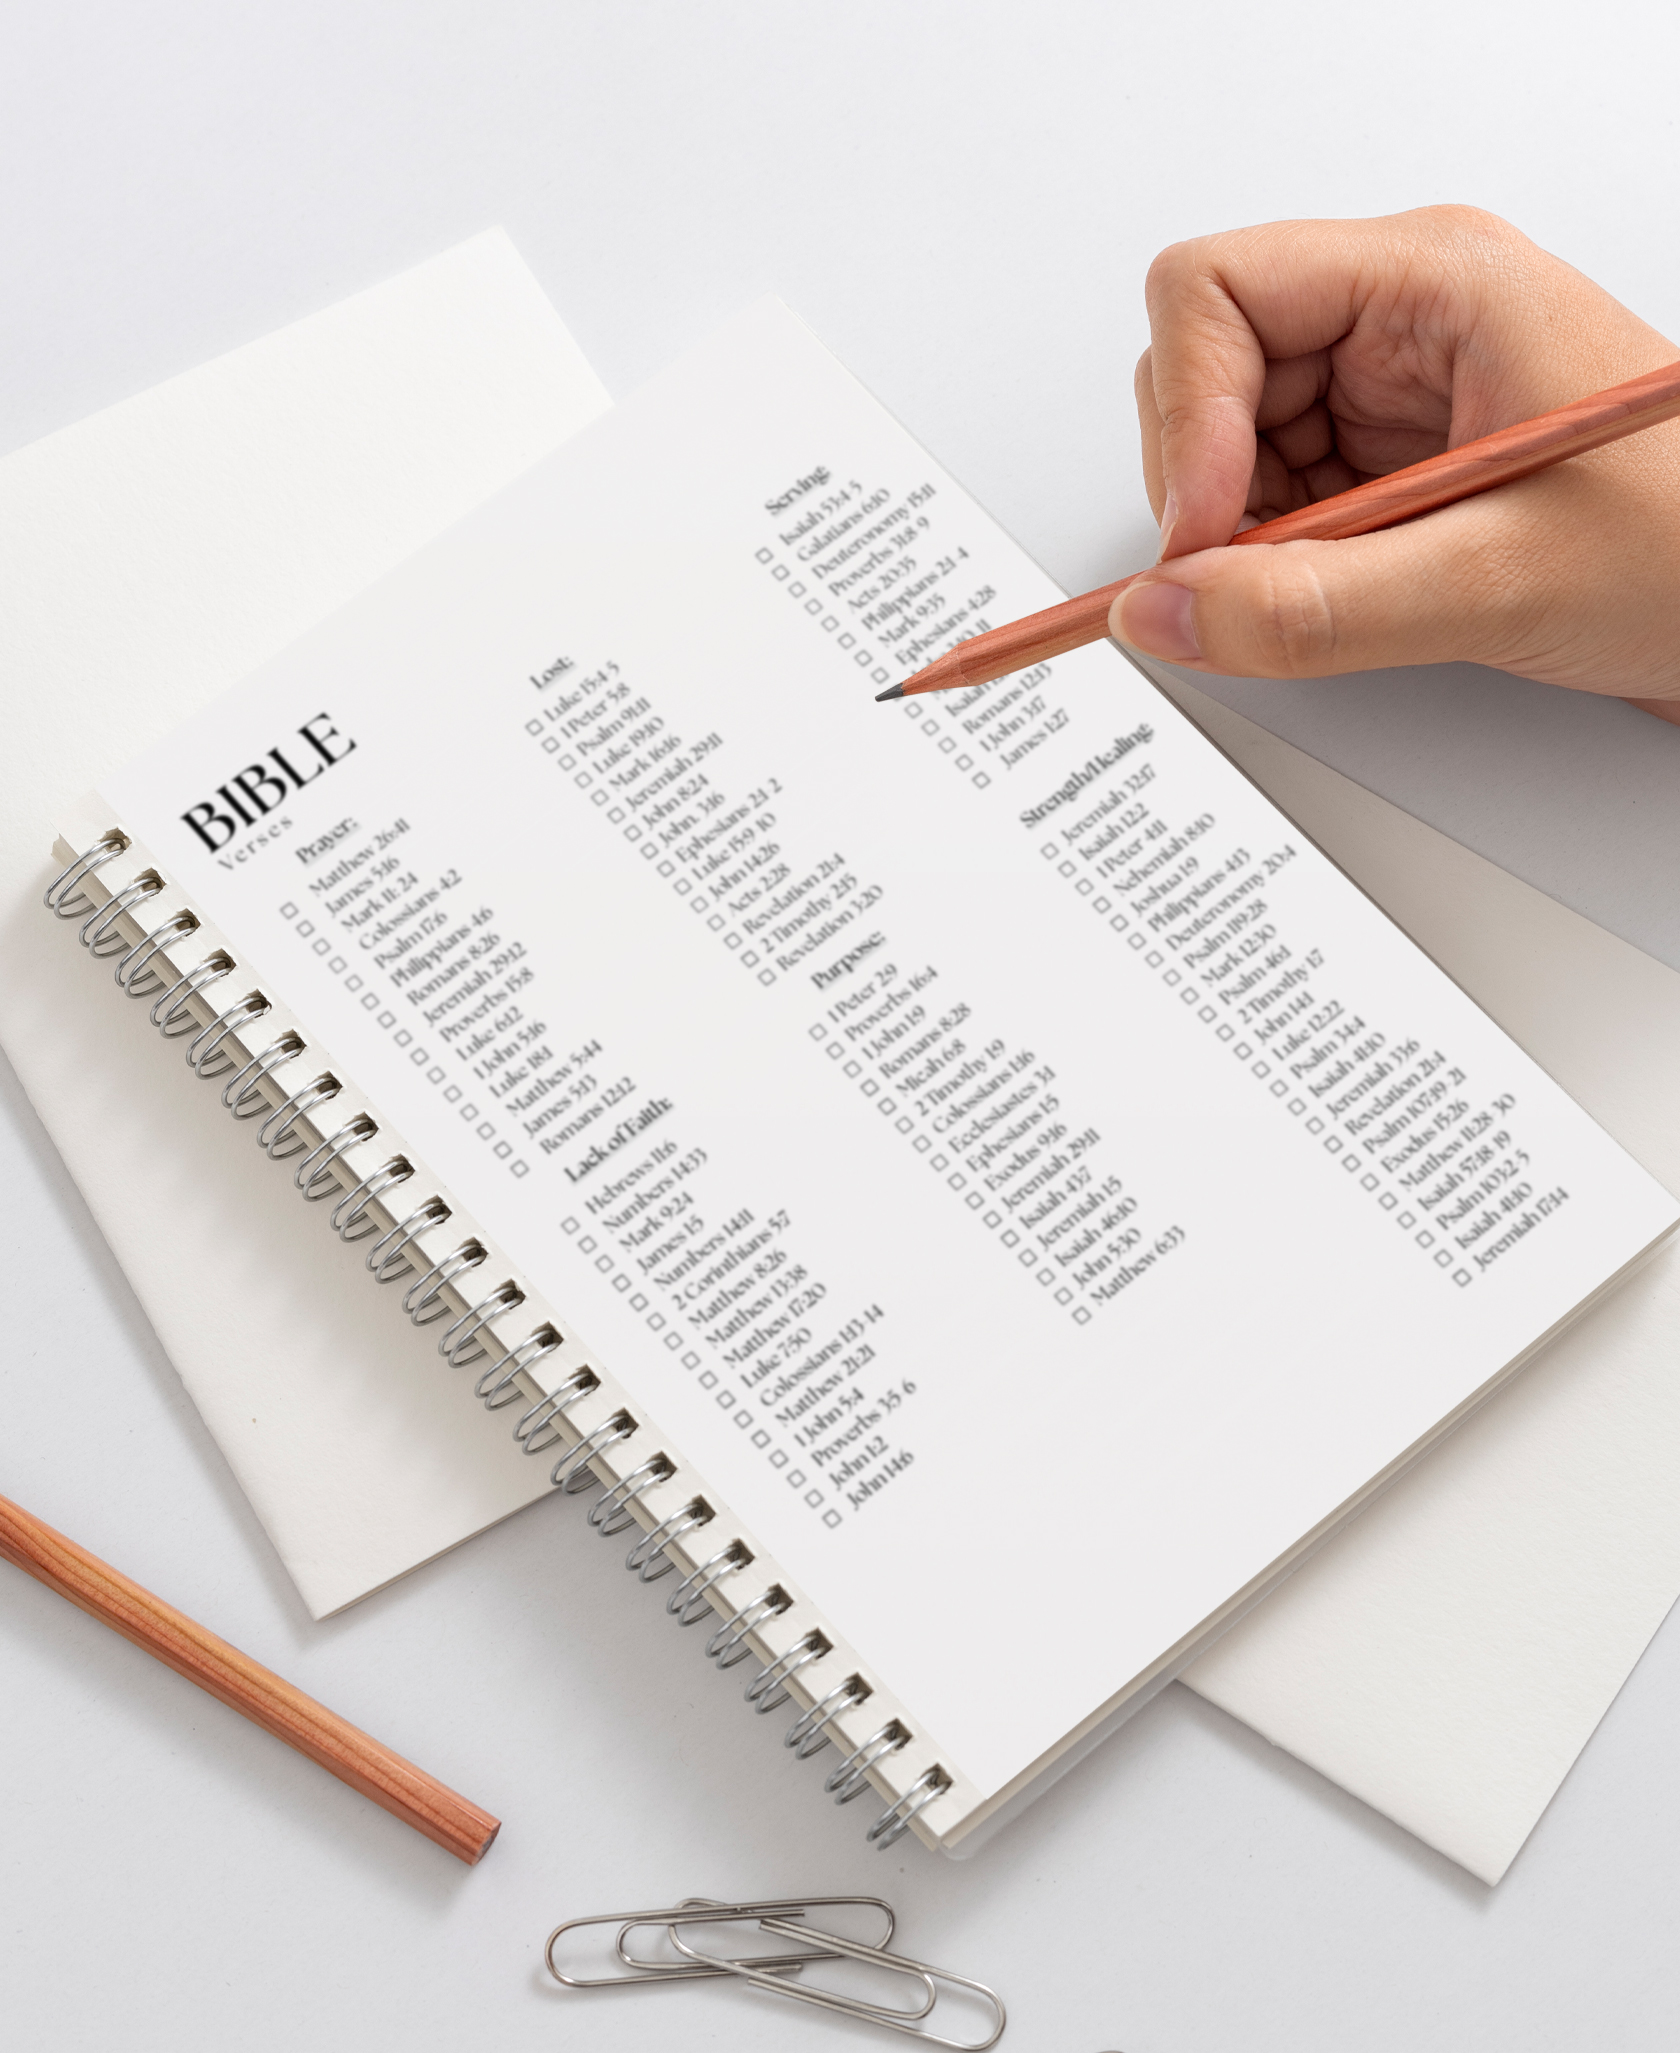 BIBLE
Verses
Prayer:
Matthew 26:41
James 5:16
Mark 11: 24
Colossians 4:2
Psalm 17:6
Philippians 4:6
Romans 8:26
Jeremiah 29:12
Proverbs 15:8
Luke 6:12
1 John 5:16
Luke 18:1
Matthew 5:44
James 5:13
Romans 12:12
Lack of Faith:
Hebrews 11:6
Numbers 14:33
Mark 9:24
James 1:5
Numbers 14:11
2 Corinthians 5:7
Matthew 8:26
Matthew 13:38
Matthew 17:20
Luke 7:50
Colossians 1:13-14
Matthew 21:21
1 John 5:4
Proverbs 3:5-6
John 1:2
John 14:6
Lost:
Luke 15:4-5
1 Peter 5:8
Psalm 91:11
Luke 19:10
Mark 16:16
Jeremiah 29:11
John 8:24
John. 3:16
Ephesians 2:1-2
Luke 15:9-10
John 14:26
Acts 2:28
Revelation 21:4
2 Timothy 2:15
Revelation 3:20
Purpose:
1 Peter 2:9
Proverbs 16:4
1 John 1:9
Romans 8:28
Micah 6:8
2 Timothy 1:9
Colossians 1:16
Ecclesiastes 3:1
Ephesians 1:5
Exodus 9:16
Jeremiah 29:11
Isaiah 43:7
Jeremiah 1:5
Isaiah 46:10
John 5:30
Matthew 6:33
Serving:
Isaiah 53:4-5
Galatians 6:10
Deuteronomy 15:11
Proverbs 31:8-9
Acts 20:35
Philippians 2:1-4
Mark 9:35
Ephesians 4:28
Isaiah
Romans 12:13
1 John 3:17
James 1:27
Strength/Healing:
Jeremiah 32:17
Isaiah 12:2
1 Peter 4:11
Nehemiah 8:10
Joshua 1:9
Philippians 4:13
Deuteronomy 20:4
Psalm 119:28
Mark 12:30
Psalm 46:1
2 Timothy 1:7
John 14:1
Luke 12:22
Psalm 34:4
Isaiah 41:10
Jeremiah 33:6
Revelation 21:4
Psalm 107:19-21
Exodus 15:26
Matthew 11:28-30
Isaiah 57:18-19
Psalm 103:2-5
Isaiah 41:10
Jeremiah 17:14